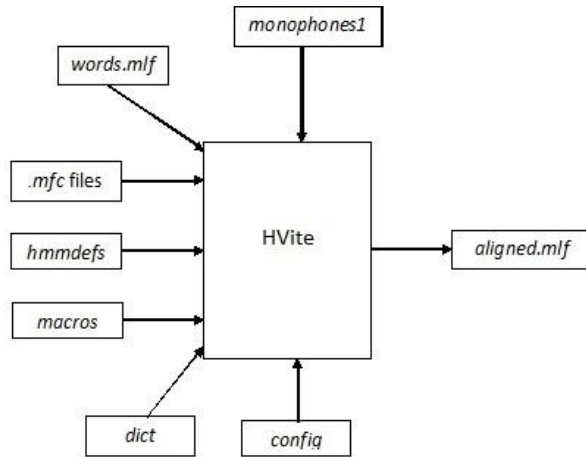 monophones1
words.mlf
.mfc files
HVite
hmmdefs
aligned.mlf
macros
dict
config